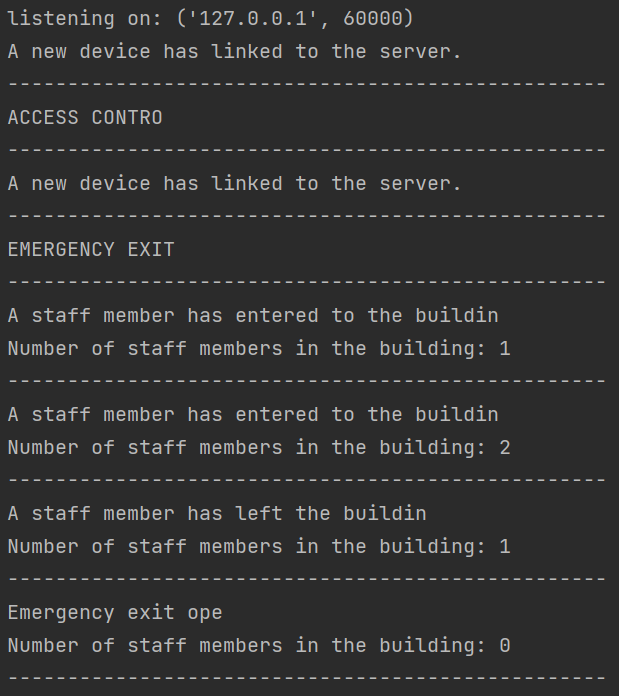 listening on: ('127.0.0.1', 60000)
A new device has linked to the server.
--------------------------------------------------
ACCESS CONTRO
--------------------------------------------------
A new device has linked to the server.
--------------------------------------------------
EMERGENCY EXIT
--------------------------------------------------
A staff member has entered to the buildin
Number of staff members in the building: 1
--------------------------------------------------
A staff member has entered to the buildin
Number of staff members in the building: 2
--------------------------------------------------
A staff member has left the buildin
Number of staff members in the building: 1
--------------------------------------------------
Emergency exit ope
Number of staff members in the building: 0
--------------------------------------------------